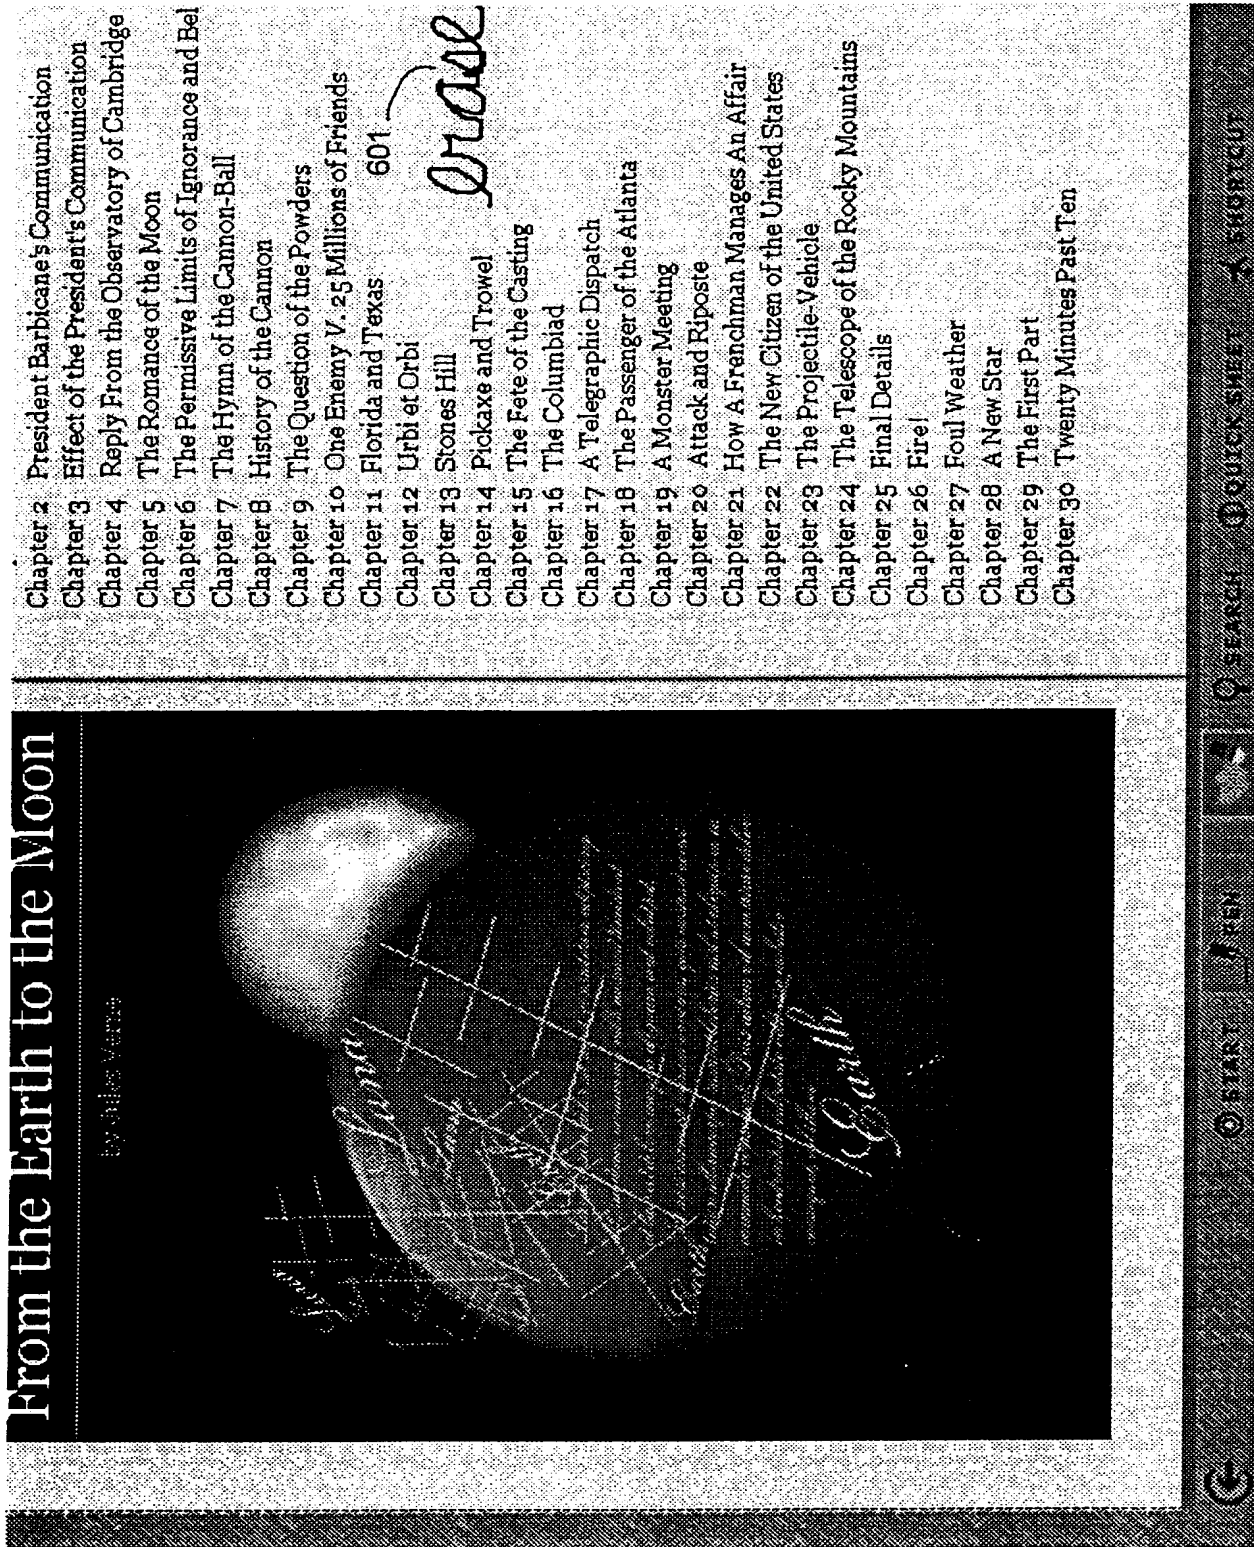 From the Earth to the Moon
by Jules Verne
Luna
Earth
Chapter 2 President Barbicane's Communication
Chapter 3 Effect of the President's Communication
Chapter 4 Reply From the Observatory of Cambridge
Chapter 5 The Romance of the Moon
Chapter 6 The Permissive Limits of Ignorance and Bel
Chapter 7 The Hymn of the Cannon-Ball
Chapter 8 History of the Cannon
Chapter 9 The Question of the Powders
Chapter 10 One Enemy V. 25 Millions of Friends
Chapter 11 Florida and Texas
601
Chapter 12 Urbi et Orbi
Chapter 13 Stones Hill
erase
Chapter 14 Pickaxe and Trowel
Chapter 15 The Fete of the Casting
Chapter 16 The Columbiad
Chapter 17 A Telegraphic Dispatch
Chapter 18 The Passenger of the Atlanta
Chapter 19 A Monster Meeting
Chapter 20 Attack and Riposte
Chapter 21 How A Frenchman Manages An Affair
Chapter 22 The New Citizen of the United States
Chapter 23 The Projectile-Vehicle
Chapter 24 The Telescope of the Rocky Mountains
Chapter 25 Final Details
Chapter 26 Fire!
Chapter 27 Foul Weather
Chapter 28 A New Star
Chapter 29 The First Part
Chapter 30 Twenty Minutes Past Ten
START PEN SEARCH QUICK SHEET SHORTCUT